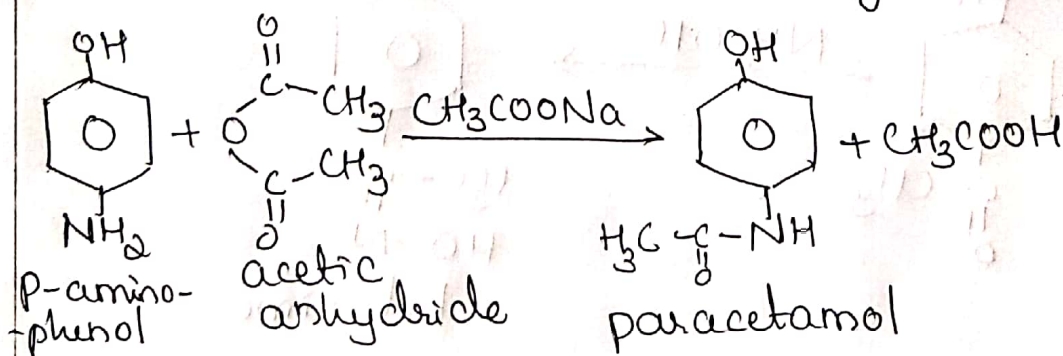 OH
NH2
p-amino-
-phenol
+
O
||
C-CH3
O
C-CH3
||
O
acetic
anhydride
CH3COONa
OH
H3C-C-NH
||
O
paracetamol
+ CH3COOH